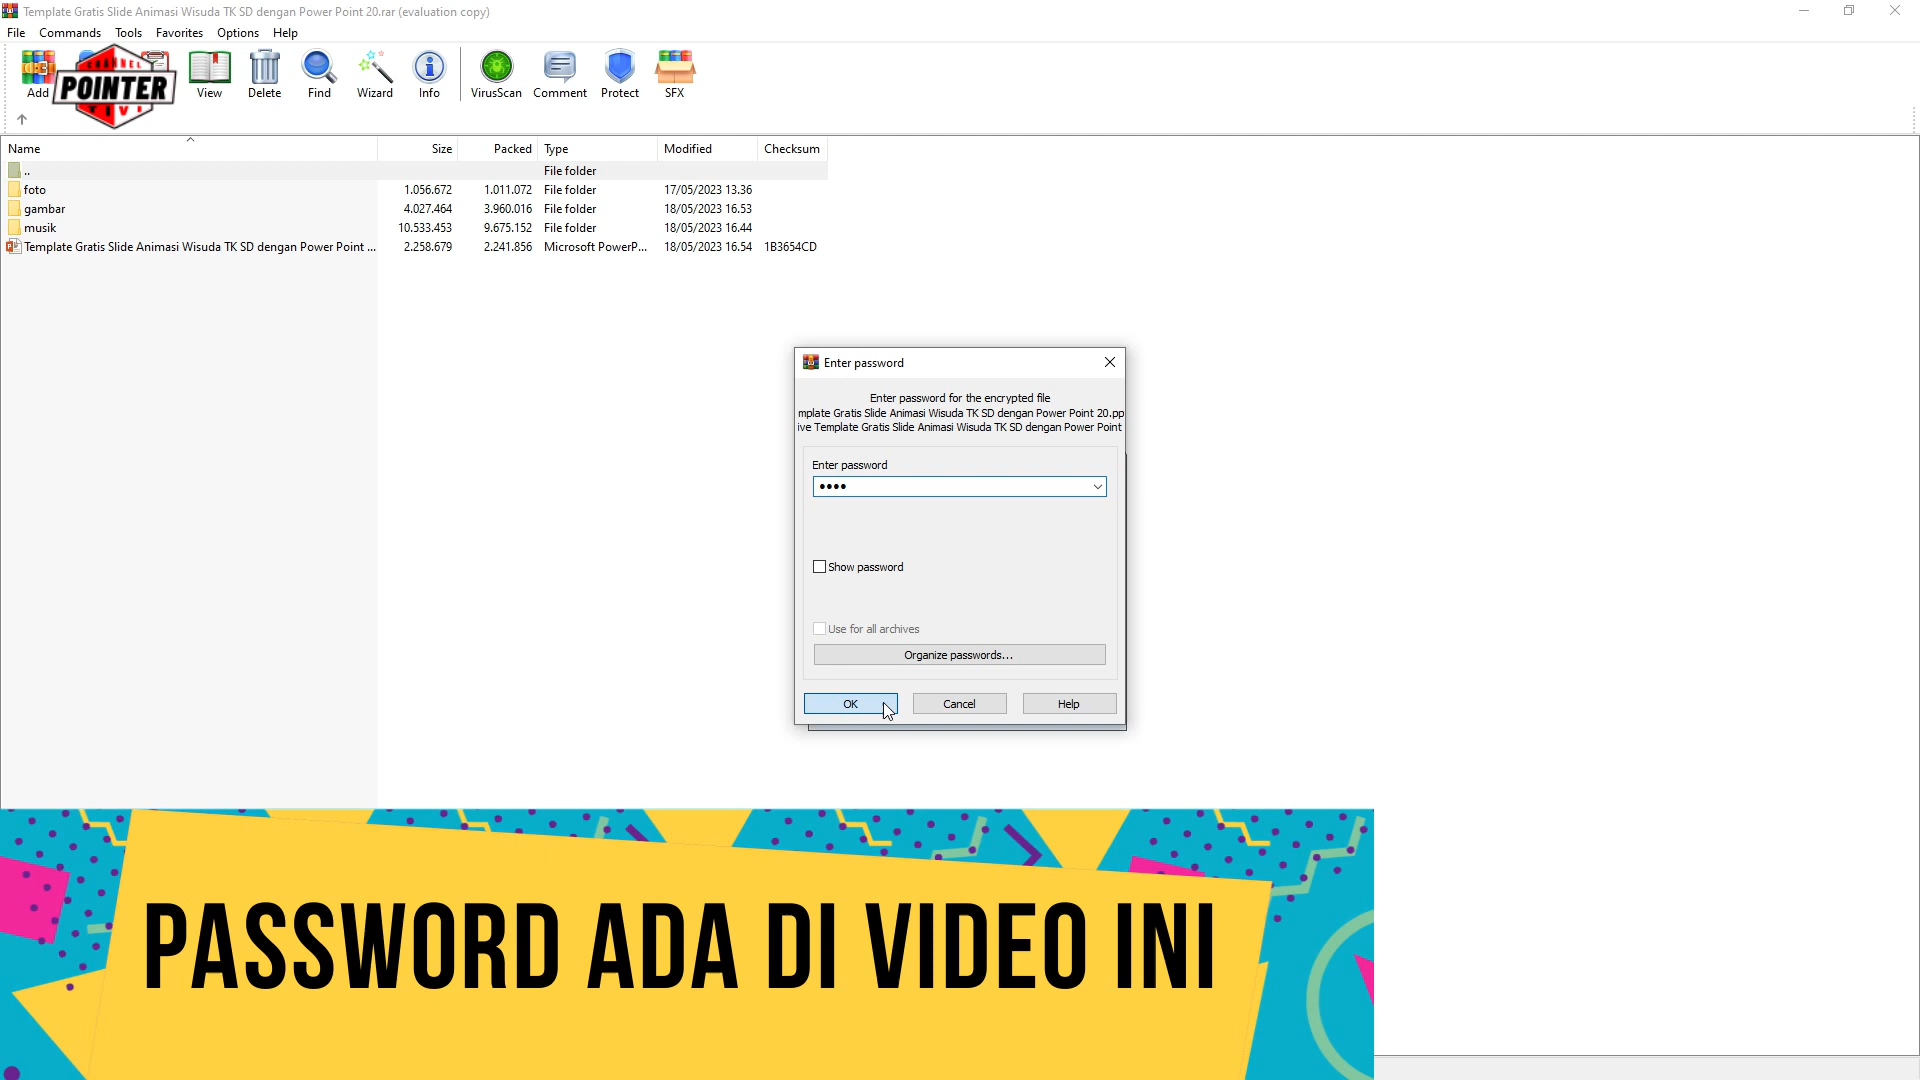 Template Gratis Slide Animasi Wisuda TK SD dengan Power Point 20.rar (evaluation copy)
File Commands Tools Favorites Options Help
Add View Delete Find Wizard Info VirusScan Comment Protect SFX
CHANNEL
POINTER
TIVI
Name Size Packed Type Modified Checksum
.. File folder
foto 1.056.672 1.011.072 File folder 17/05/2023 13.36
gambar 4.027.464 3.960.016 File folder 18/05/2023 16.53
musik 10.533.453 9.675.152 File folder 18/05/2023 16.44
Template Gratis Slide Animasi Wisuda TK SD dengan Power Point ... 2.258.679 2.241.856 Microsoft PowerP... 18/05/2023 16.54 1B3654CD
Enter password
Enter password for the encrypted file
mplate Gratis Slide Animasi Wisuda TK SD dengan Power Point 20.pp
ive Template Gratis Slide Animasi Wisuda TK SD dengan Power Point
Enter password
••••
Show password
Use for all archives
Organize passwords...
OK Cancel Help
PASSWORD ADA DI VIDEO INI